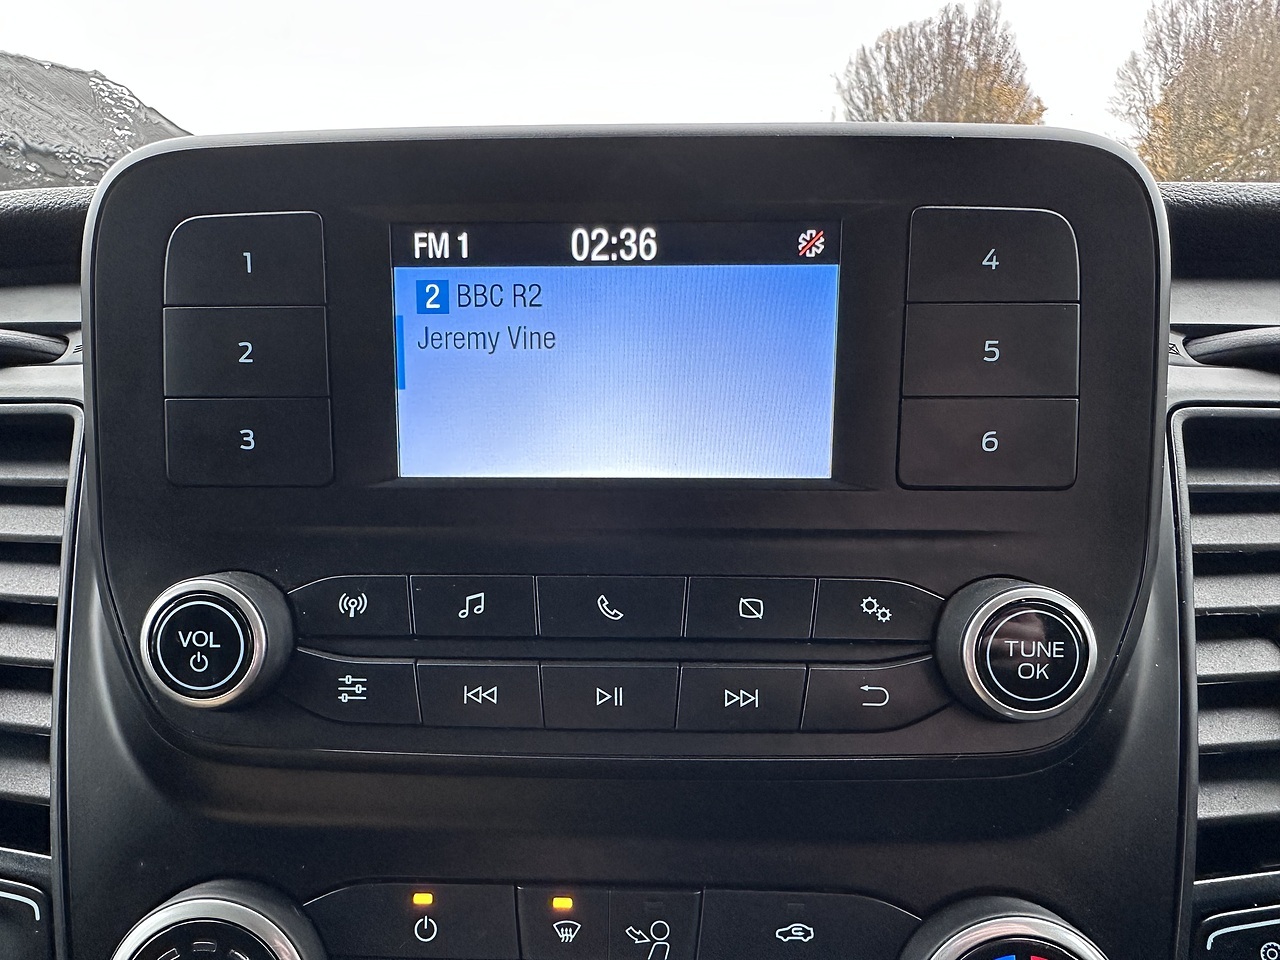 FM 1 02:36
2 BBC R2
Jeremy Vine
1
2
3
4
5
6
VOL
TUNE
OK